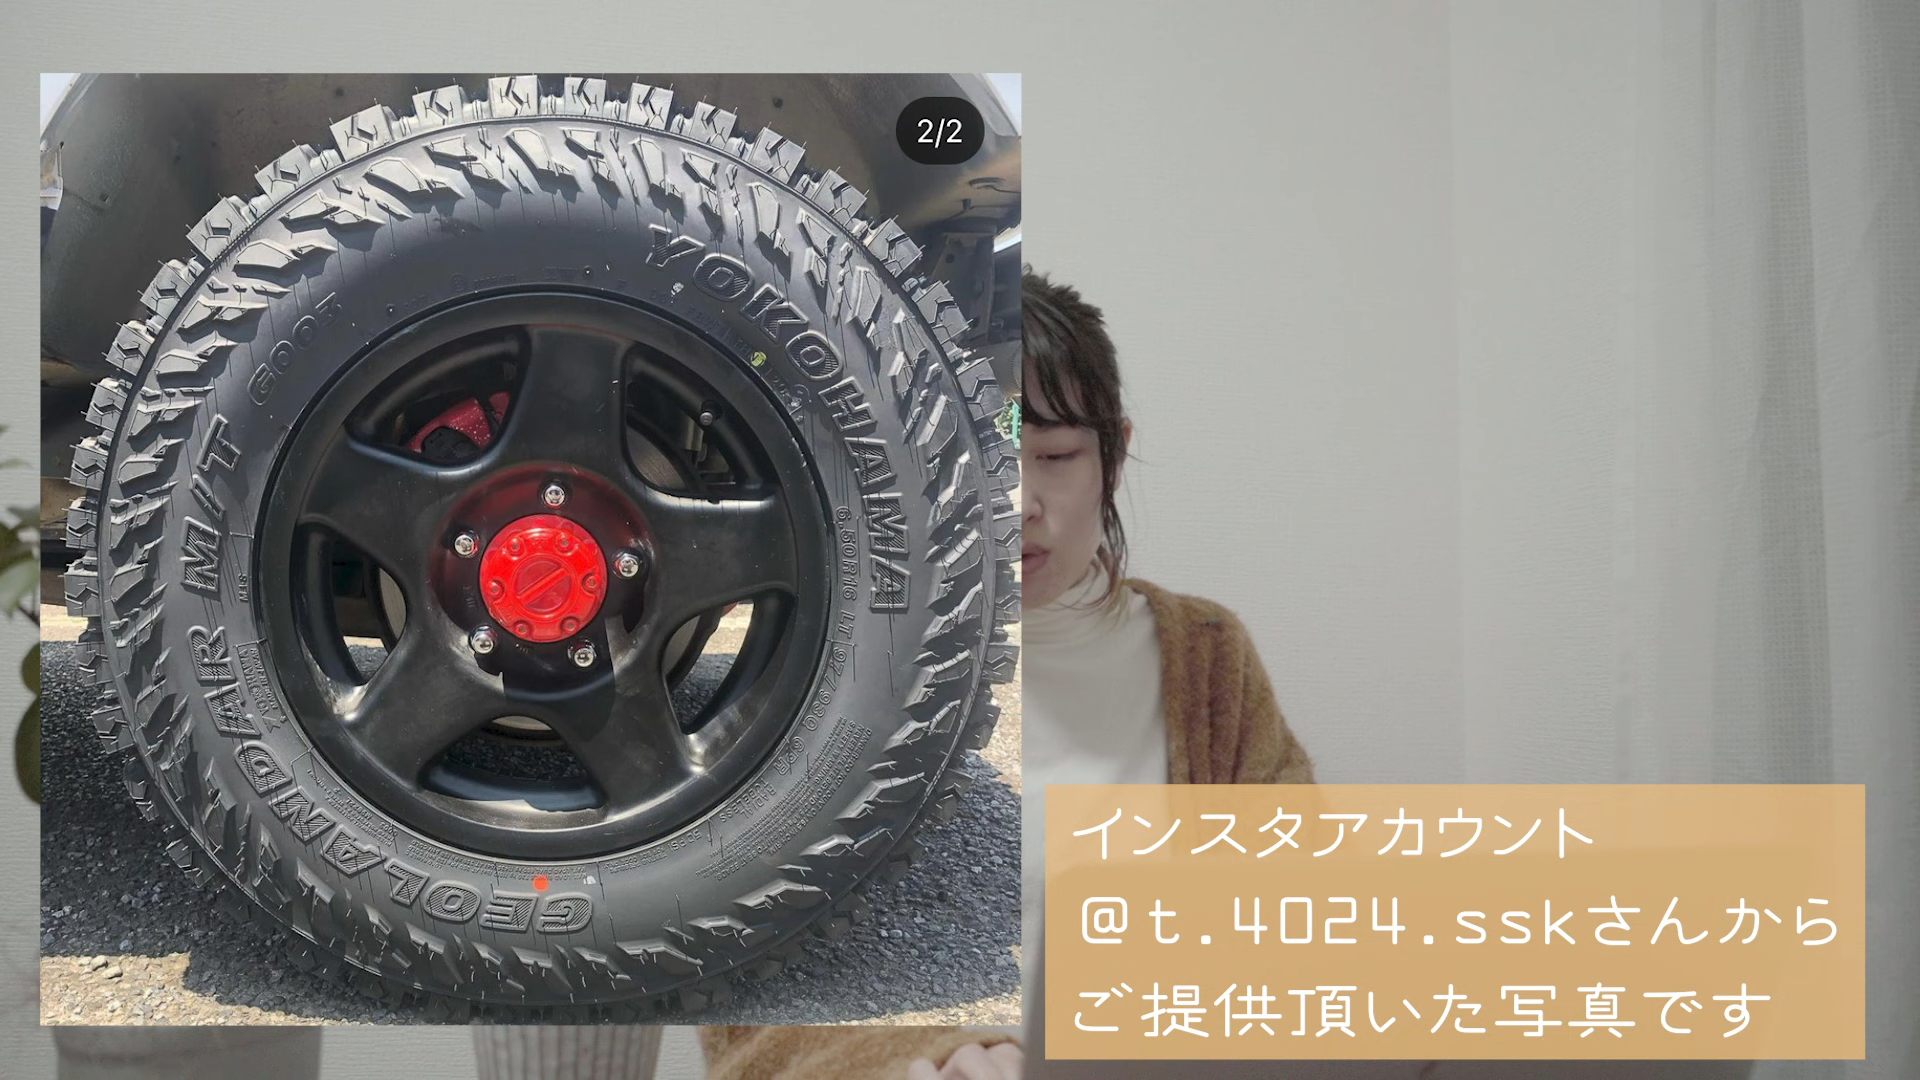 2/2
YOKOHAMA
G003
M/T
GEOLANDAR
M+S
6.50R16 LT 97/93Q 6PR
RADIAL
TUBELESS
インスタアカウント
@t.4024.sskさんから
ご提供頂いた写真です